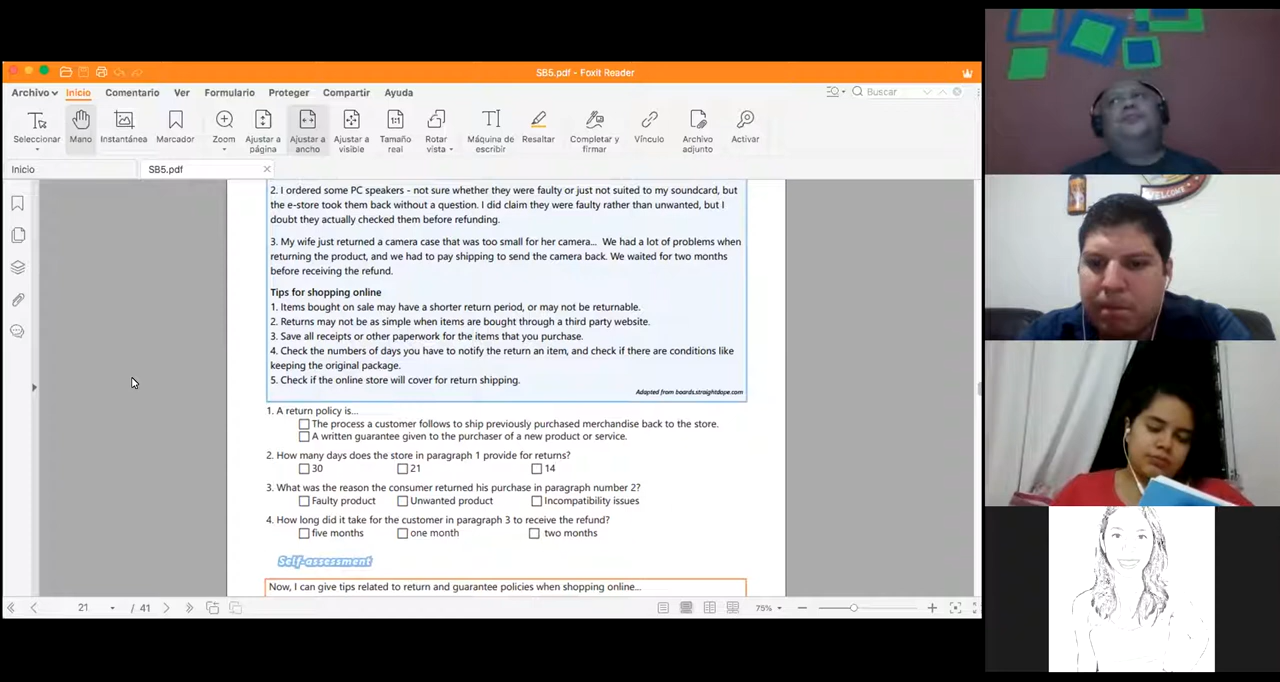 SB5.pdf - Foxit Reader
Archivo Inicio Comentario Ver Formulario Proteger Compartir Ayuda
Buscar
Seleccionar Mano Instantánea Marcador Zoom Ajustar a página Ajustar a ancho Ajustar a visible Tamaño real Rotar vista Máquina de escribir Resaltar Completar y firmar Vínculo Archivo adjunto Activar
Inicio SB5.pdf
2. I ordered some PC speakers - not sure whether they were faulty or just not suited to my soundcard, but
the e-store took them back without a question. I did claim they were faulty rather than unwanted, but I
doubt they actually checked them before refunding.
3. My wife just returned a camera case that was too small for her camera... We had a lot of problems when
returning the product, and we had to pay shipping to send the camera back. We waited for two months
before receiving the refund.
Tips for shopping online
1. Items bought on sale may have a shorter return period, or may not be returnable.
2. Returns may not be as simple when items are bought through a third party website.
3. Save all receipts or other paperwork for the items that you purchase.
4. Check the numbers of days you have to notify the return an item, and check if there are conditions like
keeping the original package.
5. Check if the online store will cover for return shipping.
Adapted from boards.straightdope.com
1. A return policy is...
The process a customer follows to ship previously purchased merchandise back to the store.
A written guarantee given to the purchaser of a new product or service.
2. How many days does the store in paragraph 1 provide for returns?
30 21 14
3. What was the reason the consumer returned his purchase in paragraph number 2?
Faulty product Unwanted product Incompatibility issues
4. How long did it take for the customer in paragraph 3 to receive the refund?
five months one month two months
Self-assessment
Now, I can give tips related to return and guarantee policies when shopping online...
21 / 41
75%
WELCOME